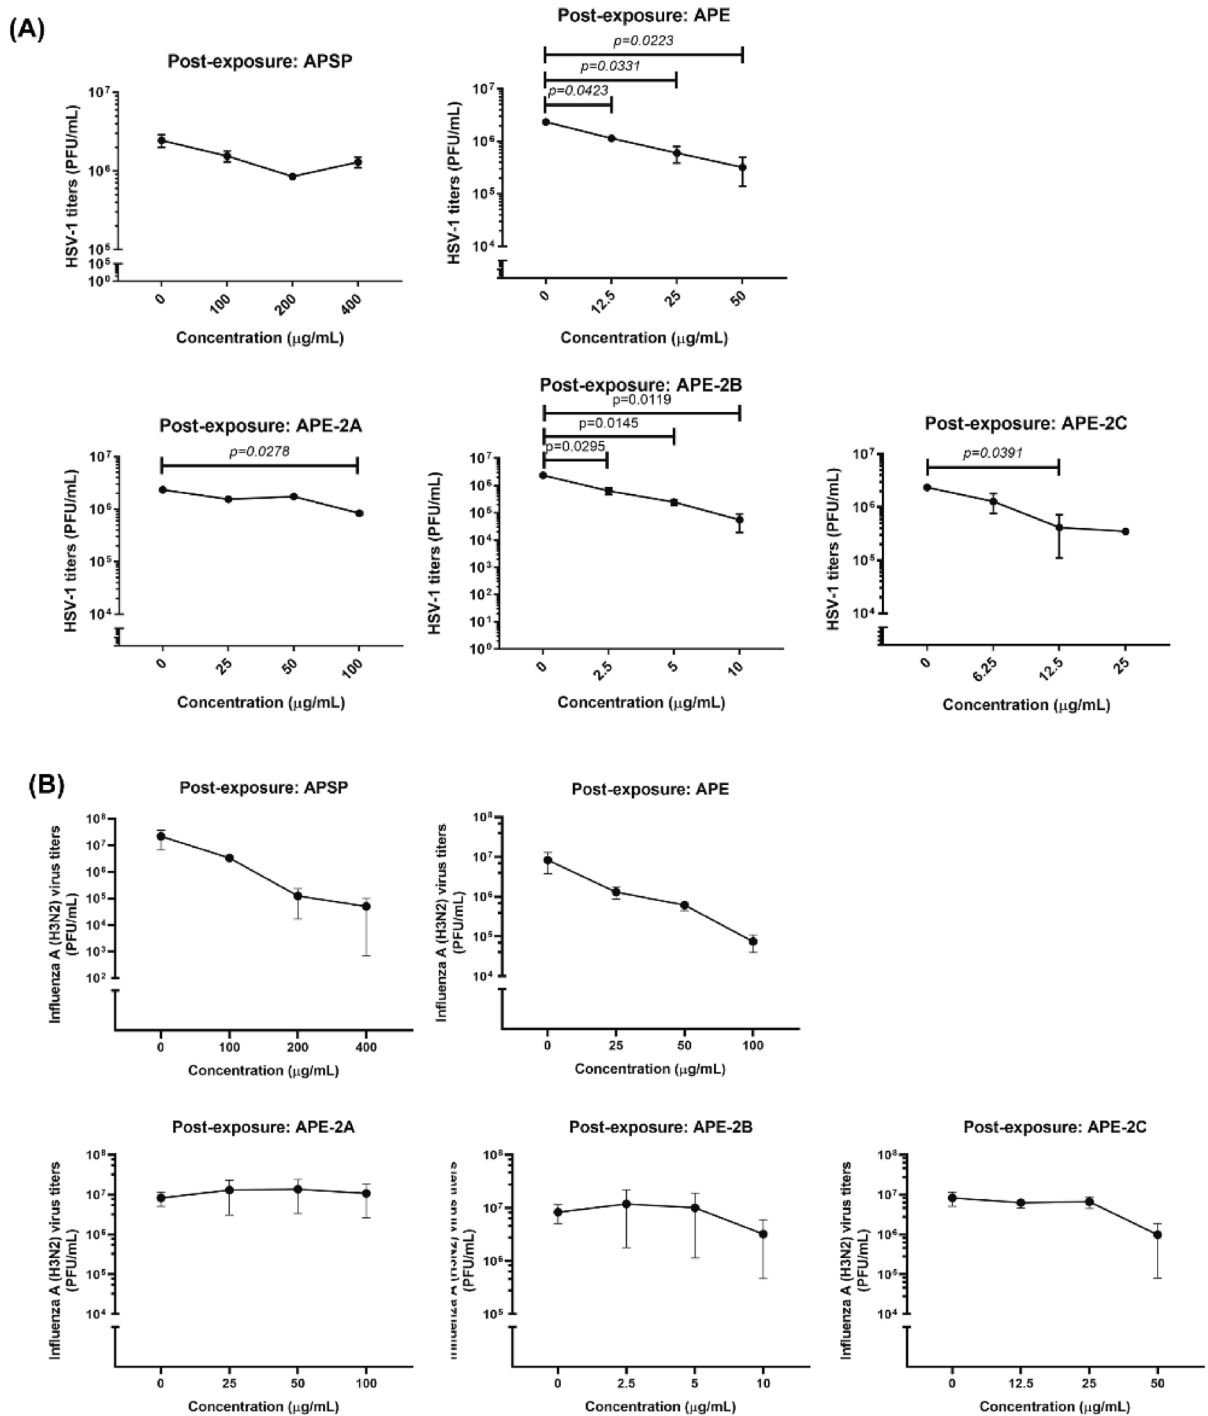 (A)
Post-exposure: APSP
HSV-1 titers (PFU/mL)
10⁷
10⁶
10⁵
10⁵
10⁰
0
100
200
400
Concentration (μg/mL)
Post-exposure: APE
p=0.0223
p=0.0331
p=0.0423
HSV-1 titers (PFU/mL)
10⁷
10⁶
10⁵
10⁴
0
12.5
25
50
Concentration (μg/mL)
Post-exposure: APE-2A
p=0.0278
HSV-1 titers (PFU/mL)
10⁷
10⁶
10⁵
10⁴
0
25
50
100
Concentration (μg/mL)
Post-exposure: APE-2B
p=0.0119
p=0.0145
p=0.0295
HSV-1 titers (PFU/mL)
10⁷
10⁶
10⁵
10⁴
10³
10²
10¹
10⁰
0
2.5
5
10
Concentration (μg/mL)
Post-exposure: APE-2C
p=0.0391
HSV-1 titers (PFU/mL)
10⁷
10⁶
10⁵
10⁴
0
6.25
12.5
25
Concentration (μg/mL)
(B)
Post-exposure: APSP
Influenza A (H3N2) virus titers
(PFU/mL)
10⁸
10⁷
10⁶
10⁵
10⁴
10³
10²
0
100
200
400
Concentration (μg/mL)
Post-exposure: APE
Influenza A (H3N2) virus titers
(PFU/mL)
10⁸
10⁷
10⁶
10⁵
10⁴
0
25
50
100
Concentration (μg/mL)
Post-exposure: APE-2A
Influenza A (H3N2) virus titers
(PFU/mL)
10⁸
10⁷
10⁶
10⁵
10⁴
0
25
50
100
Concentration (μg/mL)
Post-exposure: APE-2B
Influenza A (H3N2) virus titers
(PFU/mL)
10⁸
10⁷
10⁶
10⁵
0
2.5
5
10
Concentration (μg/mL)
Post-exposure: APE-2C
Influenza A (H3N2) virus titers
(PFU/mL)
10⁸
10⁷
10⁶
10⁵
10⁴
0
12.5
25
50
Concentration (μg/mL)